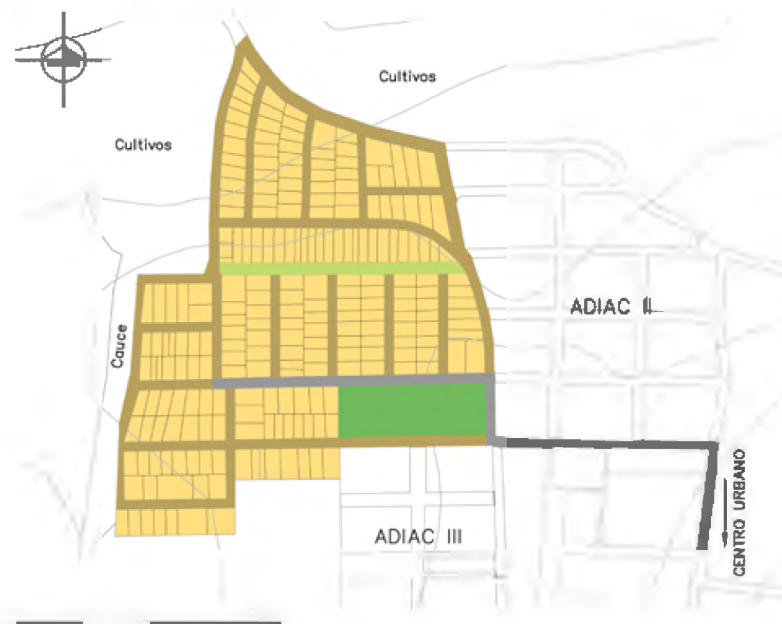 Cultivos
Cultivos
ADIAC II
Cauce
ADIAC III
CENTRO URBANO